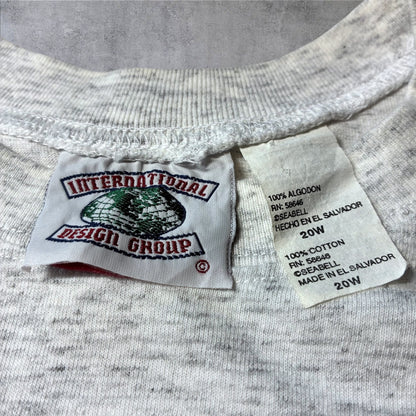 INTERNATIONAL
DESIGN GROUP
©
100% ALGODON
RN: 58646
©SEABELL
HECHO EN EL SALVADOR
20W
100% COTTON
RN: 58646
©SEABELL
MADE IN EL SALVADOR
20W